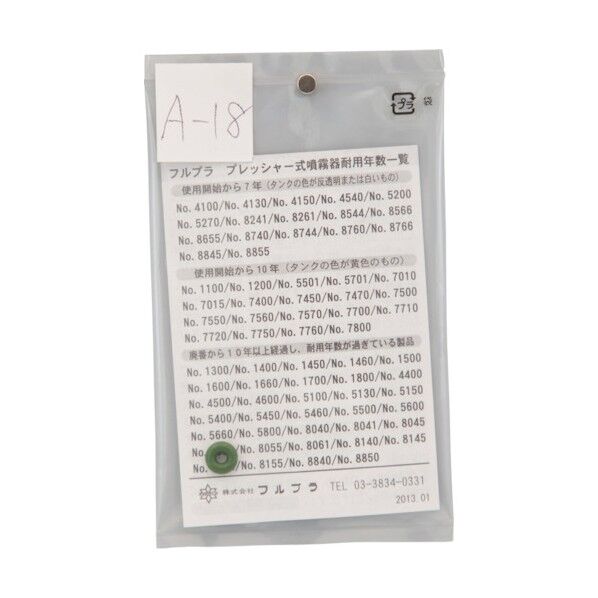 A-18
プラ
袋
フルプラ プレッシャー式噴霧器耐用年数一覧
使用開始から7年(タンクの色が反透明または白いもの)
No. 4100/No. 4130/No. 4150/No. 4540/No. 5200
No. 5270/No. 8241/No. 8261/No. 8544/No. 8566
No. 8655/No. 8740/No. 8744/No. 8760/No. 8766
No. 8845/No. 8855
使用開始から10年(タンクの色が黄色のもの)
No. 1100/No. 1200/No. 5501/No. 5701/No. 7010
No. 7015/No. 7400/No. 7450/No. 7470/No. 7500
No. 7550/No. 7560/No. 7570/No. 7700/No. 7710
No. 7720/No. 7750/No. 7760/No. 7800
廃番から10年以上経過し、耐用年数が過ぎている製品
No. 1300/No. 1400/No. 1450/No. 1460/No. 1500
No. 1600/No. 1660/No. 1700/No. 1800/No. 4400
No. 4500/No. 4600/No. 5100/No. 5130/No. 5150
No. 5400/No. 5450/No. 5460/No. 5500/No. 5600
No. 5660/No. 5800/No. 8040/No. 8041/No. 8045
No. 8055/No. 8061/No. 8140/No. 8145
No. 8155/No. 8840/No. 8850
株式会社 フルプラ TEL 03-3834-0331
2013.01